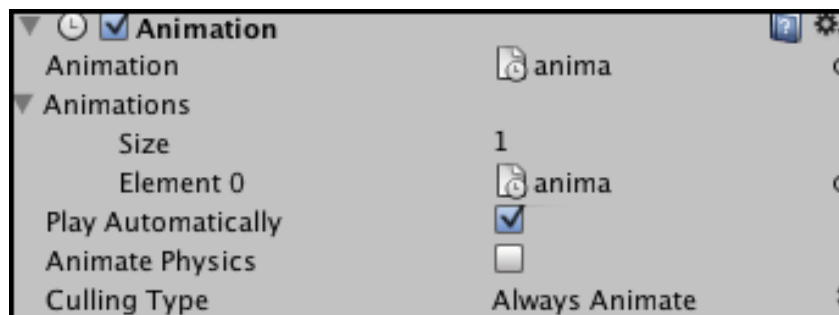 Animation
Animation anima
Animations
Size 1
Element 0 anima
Play Automatically
Animate Physics
Culling Type Always Animate